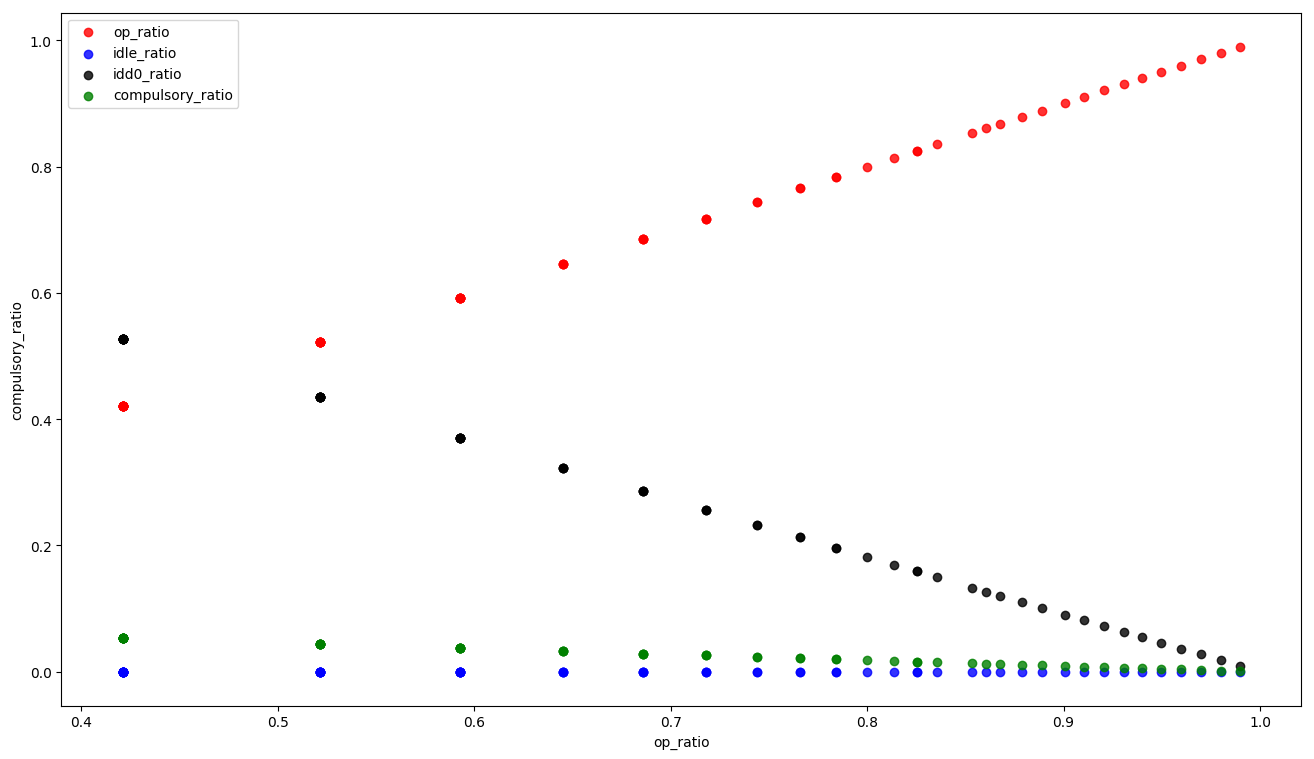 op_ratio
idle_ratio
idd0_ratio
compulsory_ratio
1.0
0.8
0.6
0.4
0.2
0.0
compulsory_ratio
0.4 0.5 0.6 0.7 0.8 0.9 1.0
op_ratio